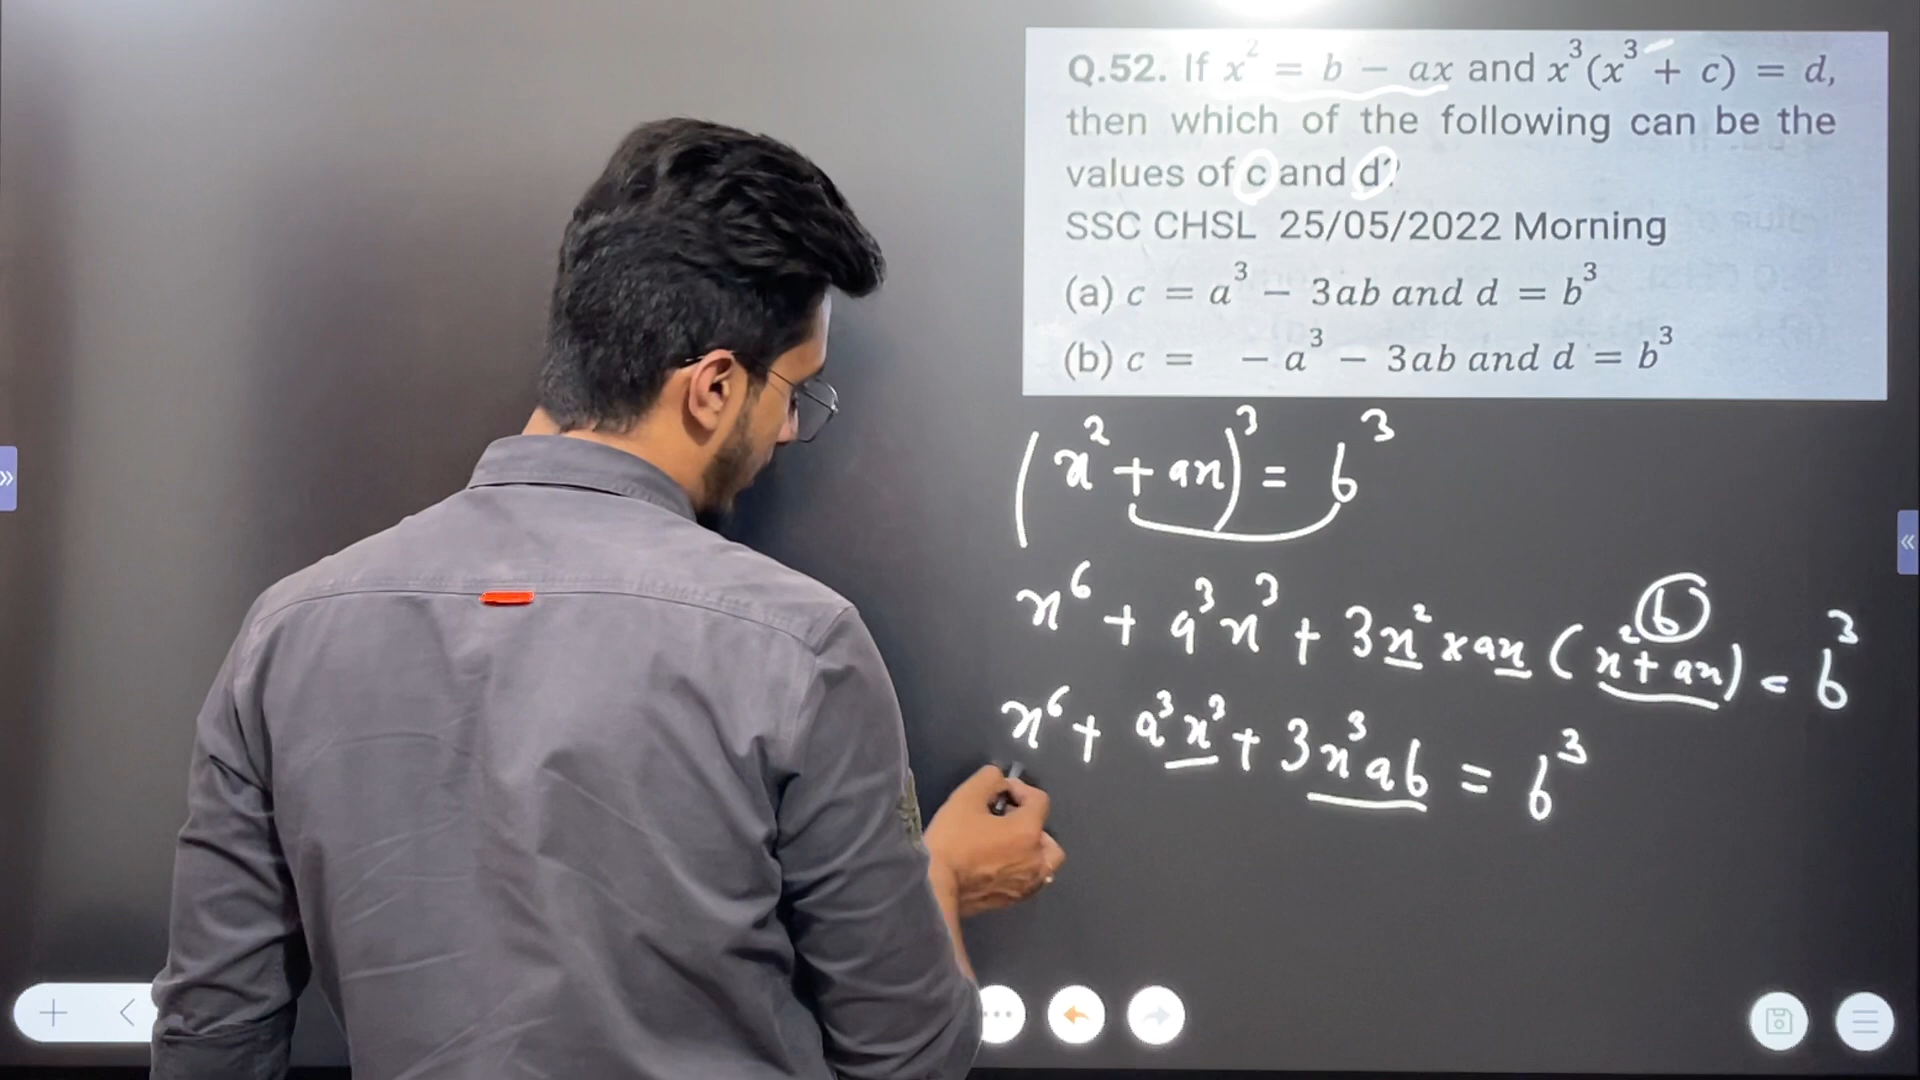 Q.52. If x² = b − ax and x³(x³ + c) = d,
then which of the following can be the
values of c and d?
SSC CHSL 25/05/2022 Morning
(a) c = a³ − 3ab and d = b³
(b) c = − a³ − 3ab and d = b³
(x² + ax)³ = b³
x⁶ + a³x³ + 3x² × ax (x² + ax) = b³
b
x⁶ + a³x³ + 3x³ab = b³